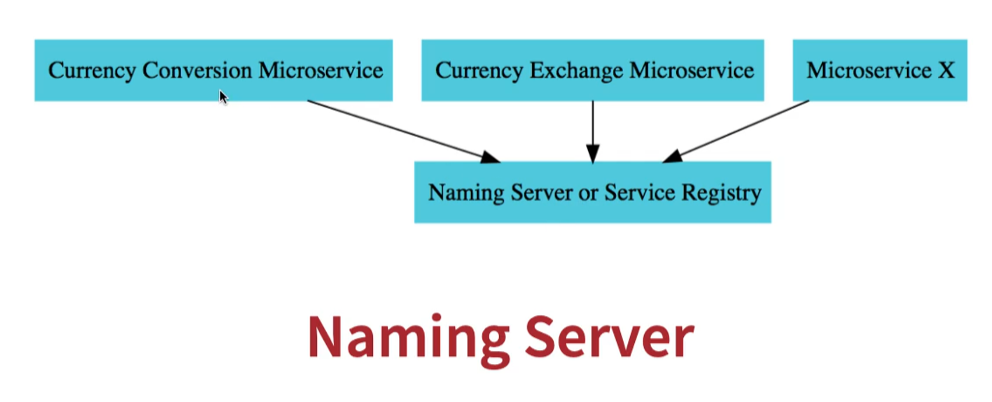 Currency Conversion Microservice
Currency Exchange Microservice
Microservice X
Naming Server or Service Registry
Naming Server